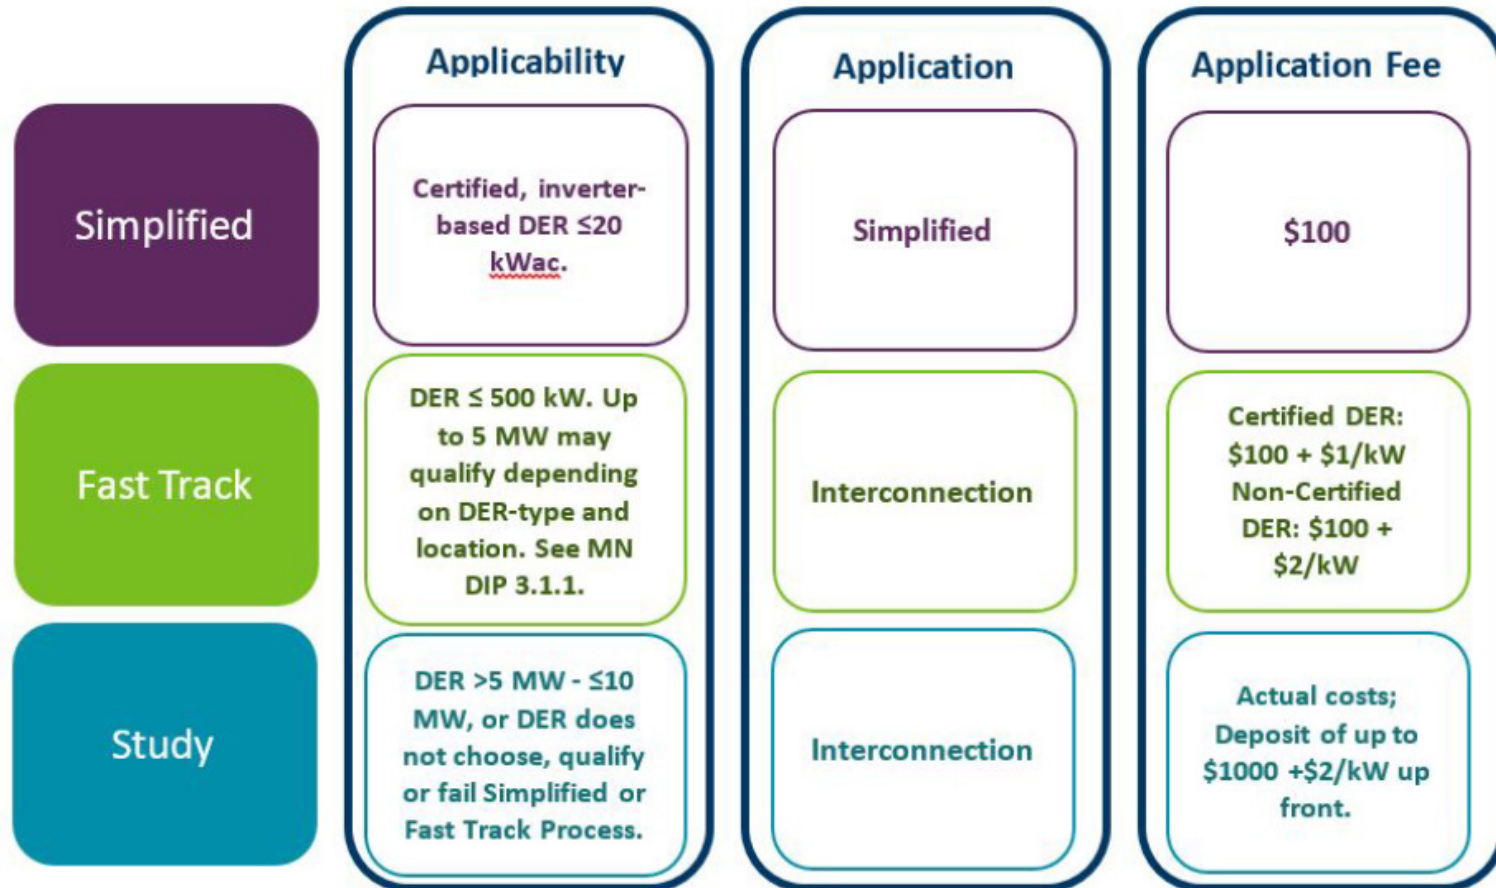 Applicability
Application
Application Fee
Simplified
Certified, inverter-
based DER ≤20
kWac.
Simplified
$100
Fast Track
DER ≤ 500 kW. Up
to 5 MW may
qualify depending
on DER-type and
location. See MN
DIP 3.1.1.
Interconnection
Certified DER:
$100 + $1/kW
Non-Certified
DER: $100 +
$2/kW
Study
DER >5 MW - ≤10
MW, or DER does
not choose, qualify
or fail Simplified or
Fast Track Process.
Interconnection
Actual costs;
Deposit of up to
$1000 +$2/kW up
front.